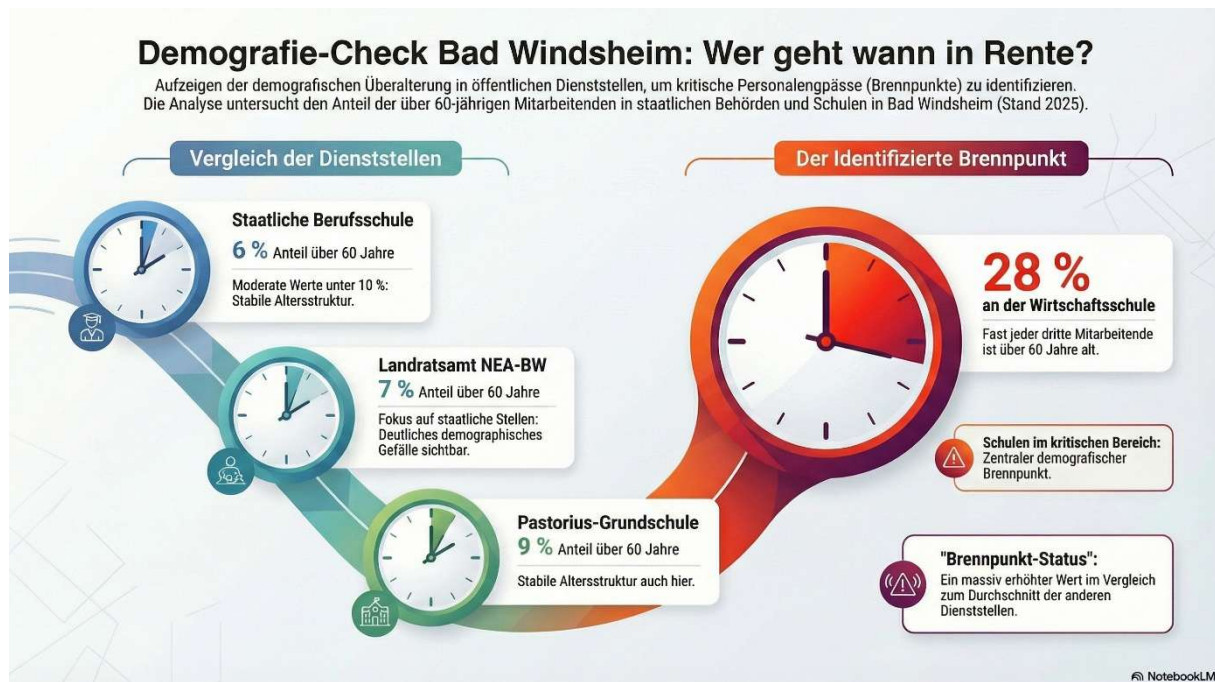 Demografie-Check Bad Windsheim: Wer geht wann in Rente?
Aufzeigen der demografischen Überalterung in öffentlichen Dienststellen, um kritische Personalengpässe (Brennpunkte) zu identifizieren.
Die Analyse untersucht den Anteil der über 60-jährigen Mitarbeitenden in staatlichen Behörden und Schulen in Bad Windsheim (Stand 2025).
Vergleich der Dienststellen
Staatliche Berufsschule
6 % Anteil über 60 Jahre
Moderate Werte unter 10 %:
Stabile Altersstruktur.
Landratsamt NEA-BW
7 % Anteil über 60 Jahre
Fokus auf staatliche Stellen:
Deutliches demographisches
Gefälle sichtbar.
Pastorius-Grundschule
9 % Anteil über 60 Jahre
Stabile Altersstruktur auch hier.
Der Identifizierte Brennpunkt
28 %
an der Wirtschaftsschule
Fast jeder dritte Mitarbeitende
ist über 60 Jahre alt.
Schulen im kritischen Bereich:
Zentraler demografischer
Brennpunkt.
"Brennpunkt-Status":
Ein massiv erhöhter Wert im Vergleich
zum Durchschnitt der anderen
Dienststellen.
NotebookLM